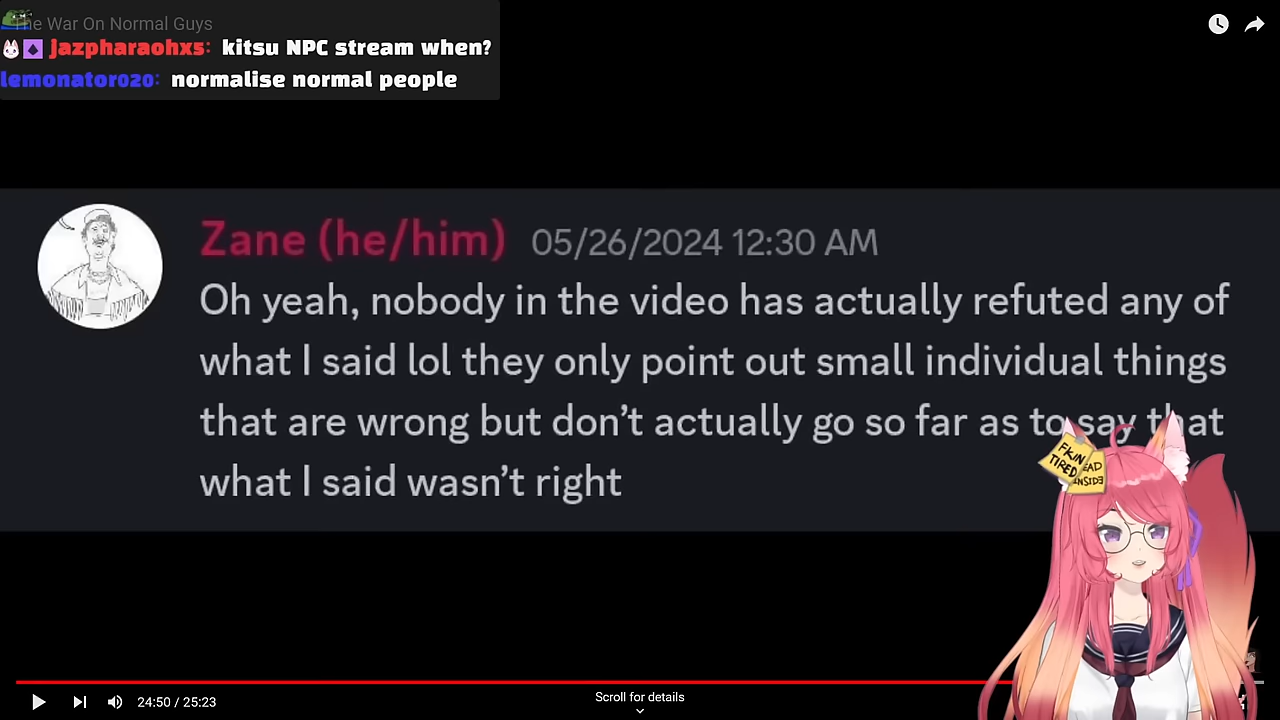 The War On Normal Guys
jazpharaohxs: kitsu NPC stream when?
lemonator020: normalise normal people
Zane (he/him) 05/26/2024 12:30 AM
Oh yeah, nobody in the video has actually refuted any of
what I said lol they only point out small individual things
that are wrong but don't actually go so far as to say that
what I said wasn't right
FKIN
TIRED
EAD
INSIDE
24:50 / 25:23
Scroll for details